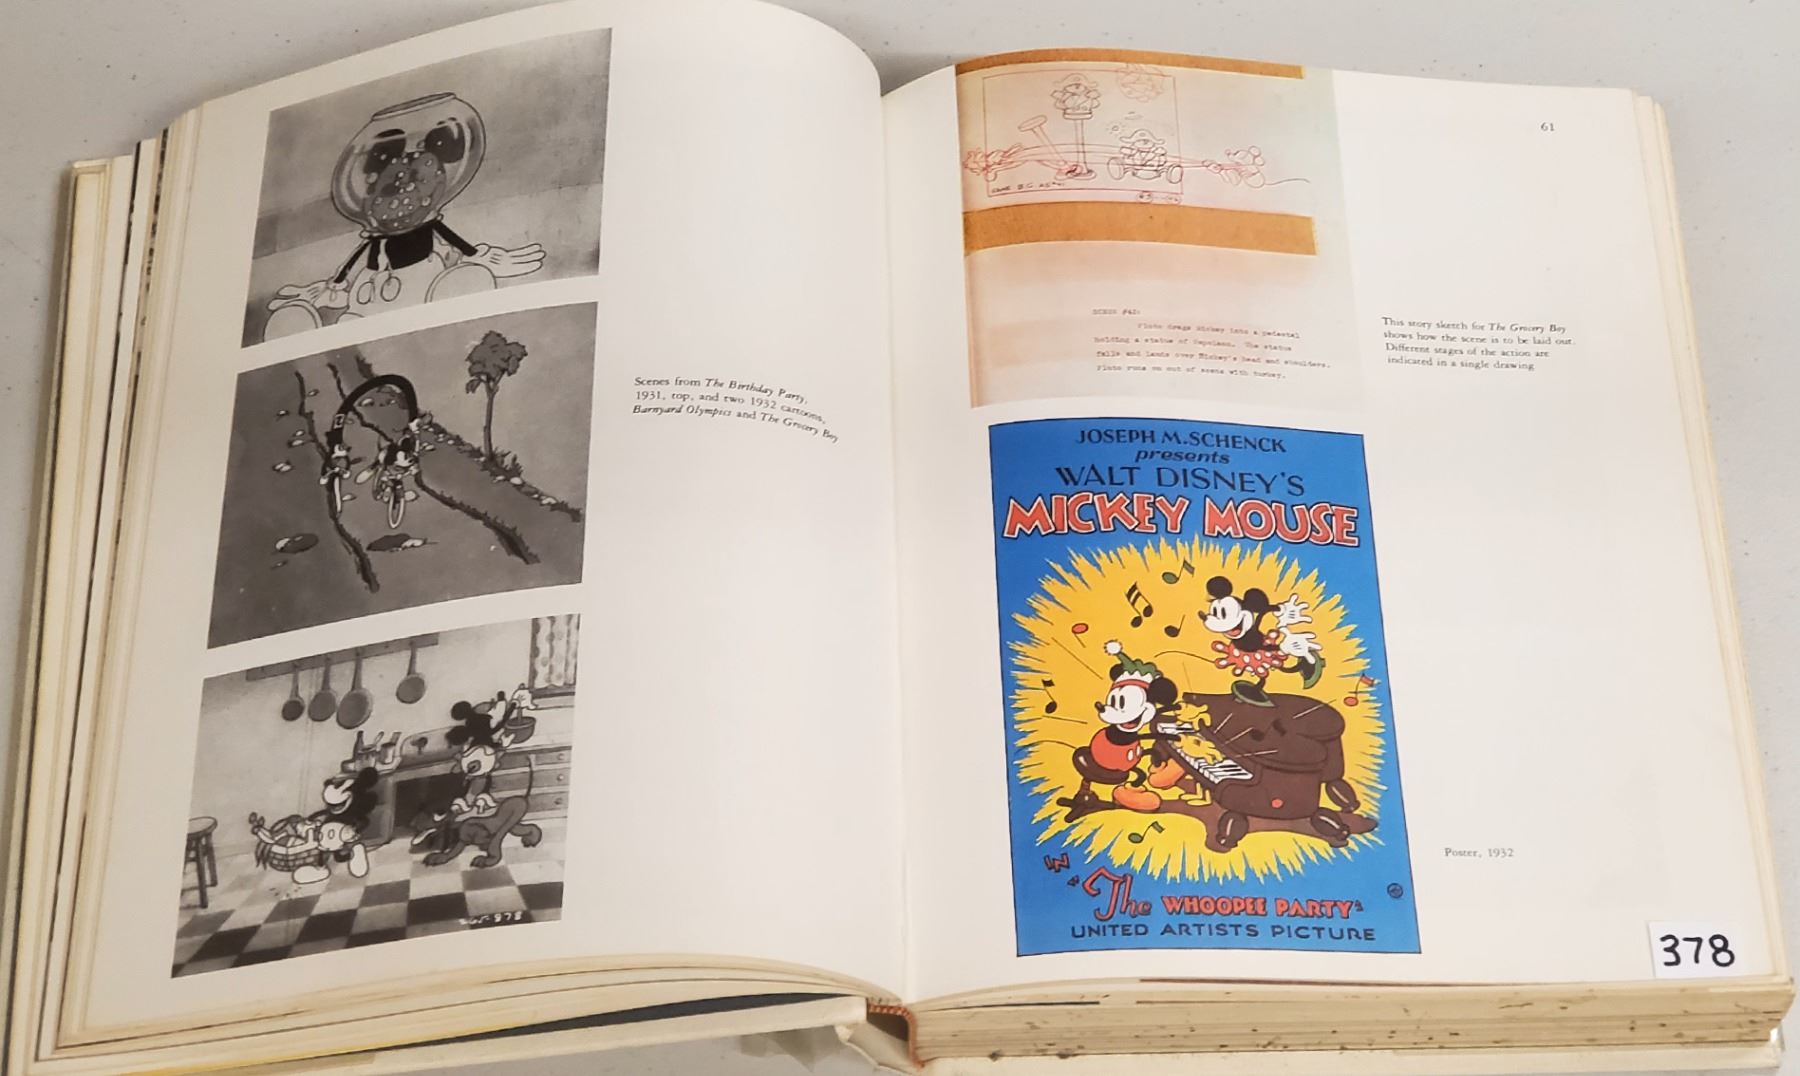 Scenes from The Birthday Party,
1931, top, and two 1932 cartoons,
Barnyard Olympics and The Grocery Boy
61
SCENE #42:
Pluto drags Mickey into a pedestal
holding a statue of Napoleon. The statue
falls and lands over Mickey's head and shoulders.
Pluto runs on out of scene with turkey.
This story sketch for The Grocery Boy
shows how the scene is to be laid out.
Different stages of the action are
indicated in a single drawing
JOSEPH M. SCHENCK
presents
WALT DISNEY'S
MICKEY MOUSE
IN
"The WHOOPEE PARTY"
UNITED ARTISTS PICTURE
Poster, 1932
378